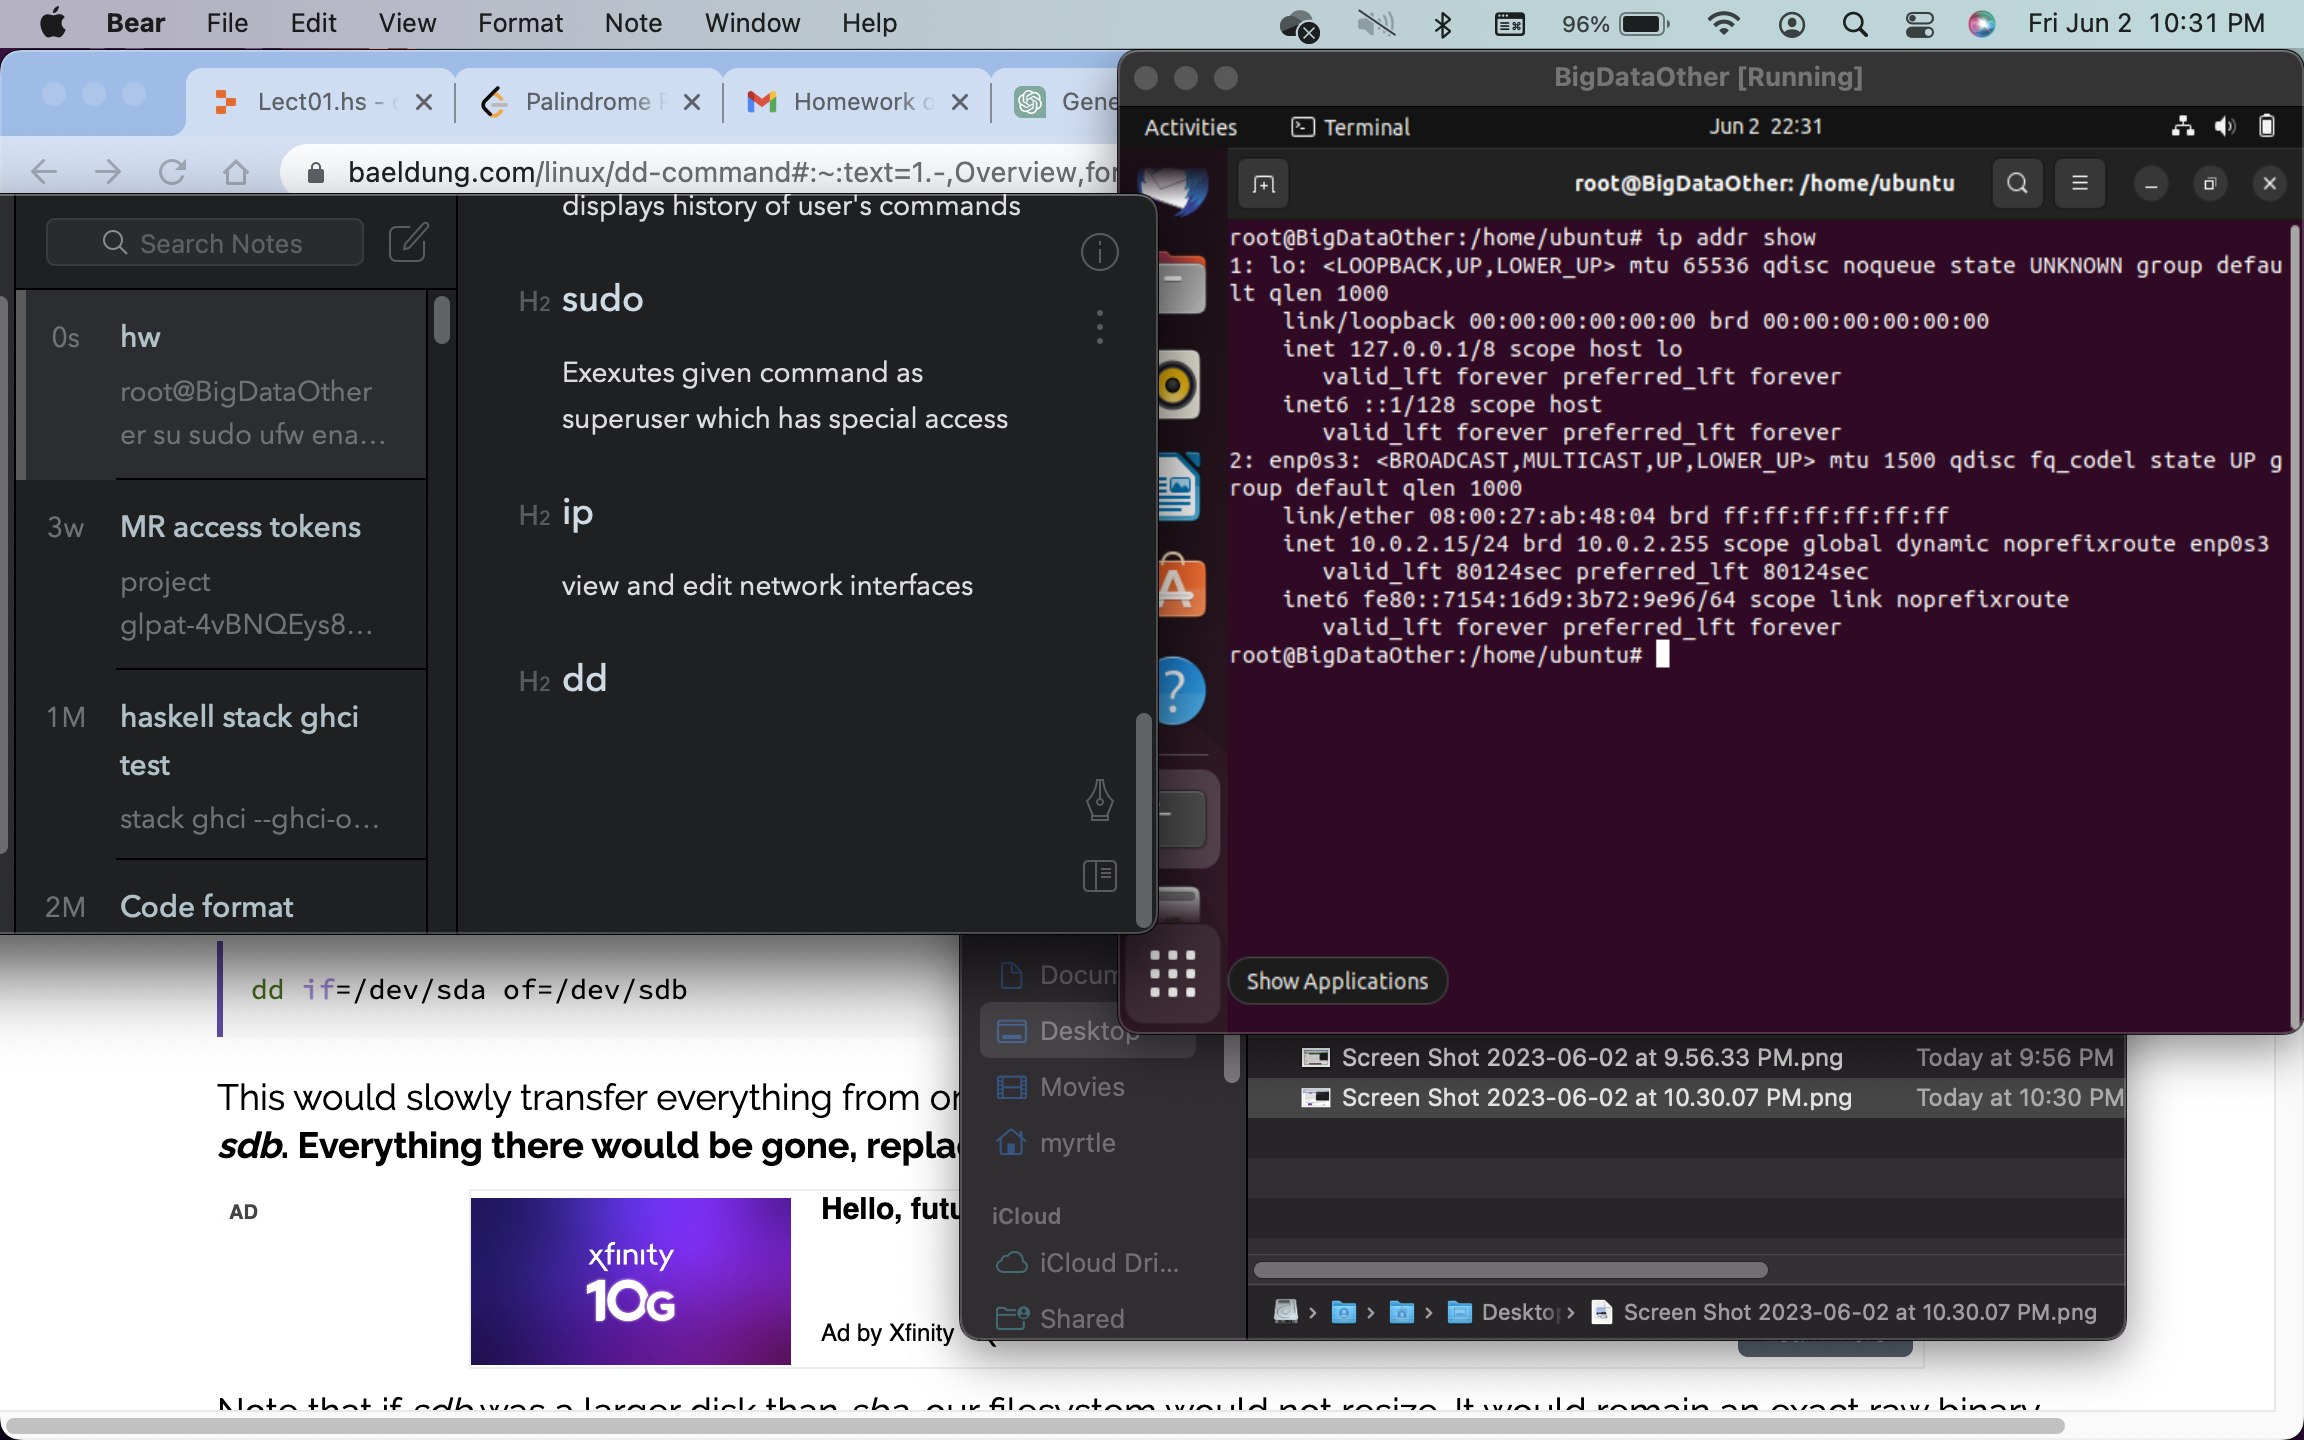 Bear File Edit View Format Note Window Help 96% Fri Jun 2 10:31 PM
Lect01.hs - Palindrome Homework Gene
baeldung.com/linux/dd-command#:~:text=1.-,Overview,for
Search Notes
0s hw
root@BigDataOther
er su sudo ufw ena...
3w MR access tokens
project
glpat-4vBNQEys8...
1M haskell stack ghci
test
stack ghci --ghci-o...
2M Code format
displays history of user's commands
H2 sudo
Exexutes given command as
superuser which has special access
H2 ip
view and edit network interfaces
H2 dd
BigDataOther [Running]
Activities Terminal Jun 2 22:31
root@BigDataOther: /home/ubuntu
root@BigDataOther:/home/ubuntu# ip addr show
1: lo: <LOOPBACK,UP,LOWER_UP> mtu 65536 qdisc noqueue state UNKNOWN group defau
lt qlen 1000
link/loopback 00:00:00:00:00:00 brd 00:00:00:00:00:00
inet 127.0.0.1/8 scope host lo
valid_lft forever preferred_lft forever
inet6 ::1/128 scope host
valid_lft forever preferred_lft forever
2: enp0s3: <BROADCAST,MULTICAST,UP,LOWER_UP> mtu 1500 qdisc fq_codel state UP g
roup default qlen 1000
link/ether 08:00:27:ab:48:04 brd ff:ff:ff:ff:ff:ff
inet 10.0.2.15/24 brd 10.0.2.255 scope global dynamic noprefixroute enp0s3
valid_lft 80124sec preferred_lft 80124sec
inet6 fe80::7154:16d9:3b72:9e96/64 scope link noprefixroute
valid_lft forever preferred_lft forever
root@BigDataOther:/home/ubuntu#
Show Applications
dd if=/dev/sda of=/dev/sdb
This would slowly transfer everything from
sdb. Everything there would be gone,
AD
xfinity
10G
Hello,
Ad by Xfinity
Note that if sdb was a larger disk than sba, our filesystem would not resize. It would remain an exact raw binary
Docum
Desktop
Movies
myrtle
iCloud
iCloud Dri...
Shared
Screen Shot 2023-06-02 at 9.56.33 PM.png Today at 9:56 PM
Screen Shot 2023-06-02 at 10.30.07 PM.png Today at 10:30 PM
Deskto › Screen Shot 2023-06-02 at 10.30.07 PM.png